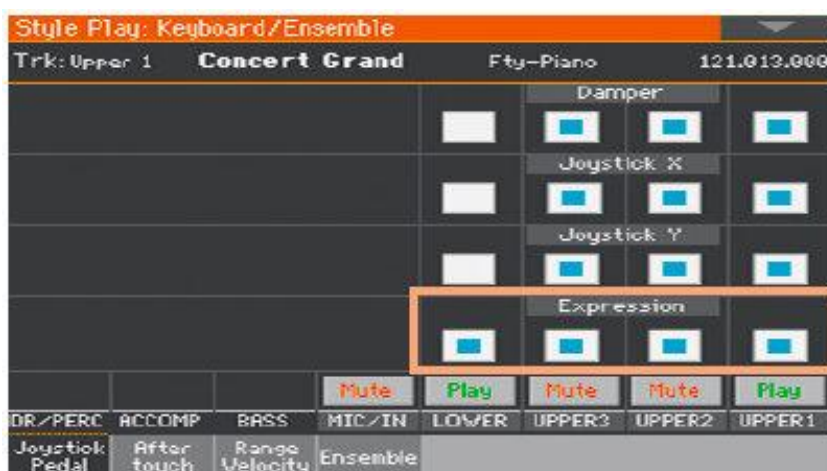 Style Play: Keyboard/Ensemble
Trk: Upper 1 Concert Grand Fty-Piano 121.013.000
Damper
Joystick X
Joystick Y
Expression
Mute Play Mute Mute Play
DR/PERC ACCOMP BASS MIC/IN LOWER UPPER3 UPPER2 UPPER1
Joystick Pedal After touch Range Velocity Ensemble